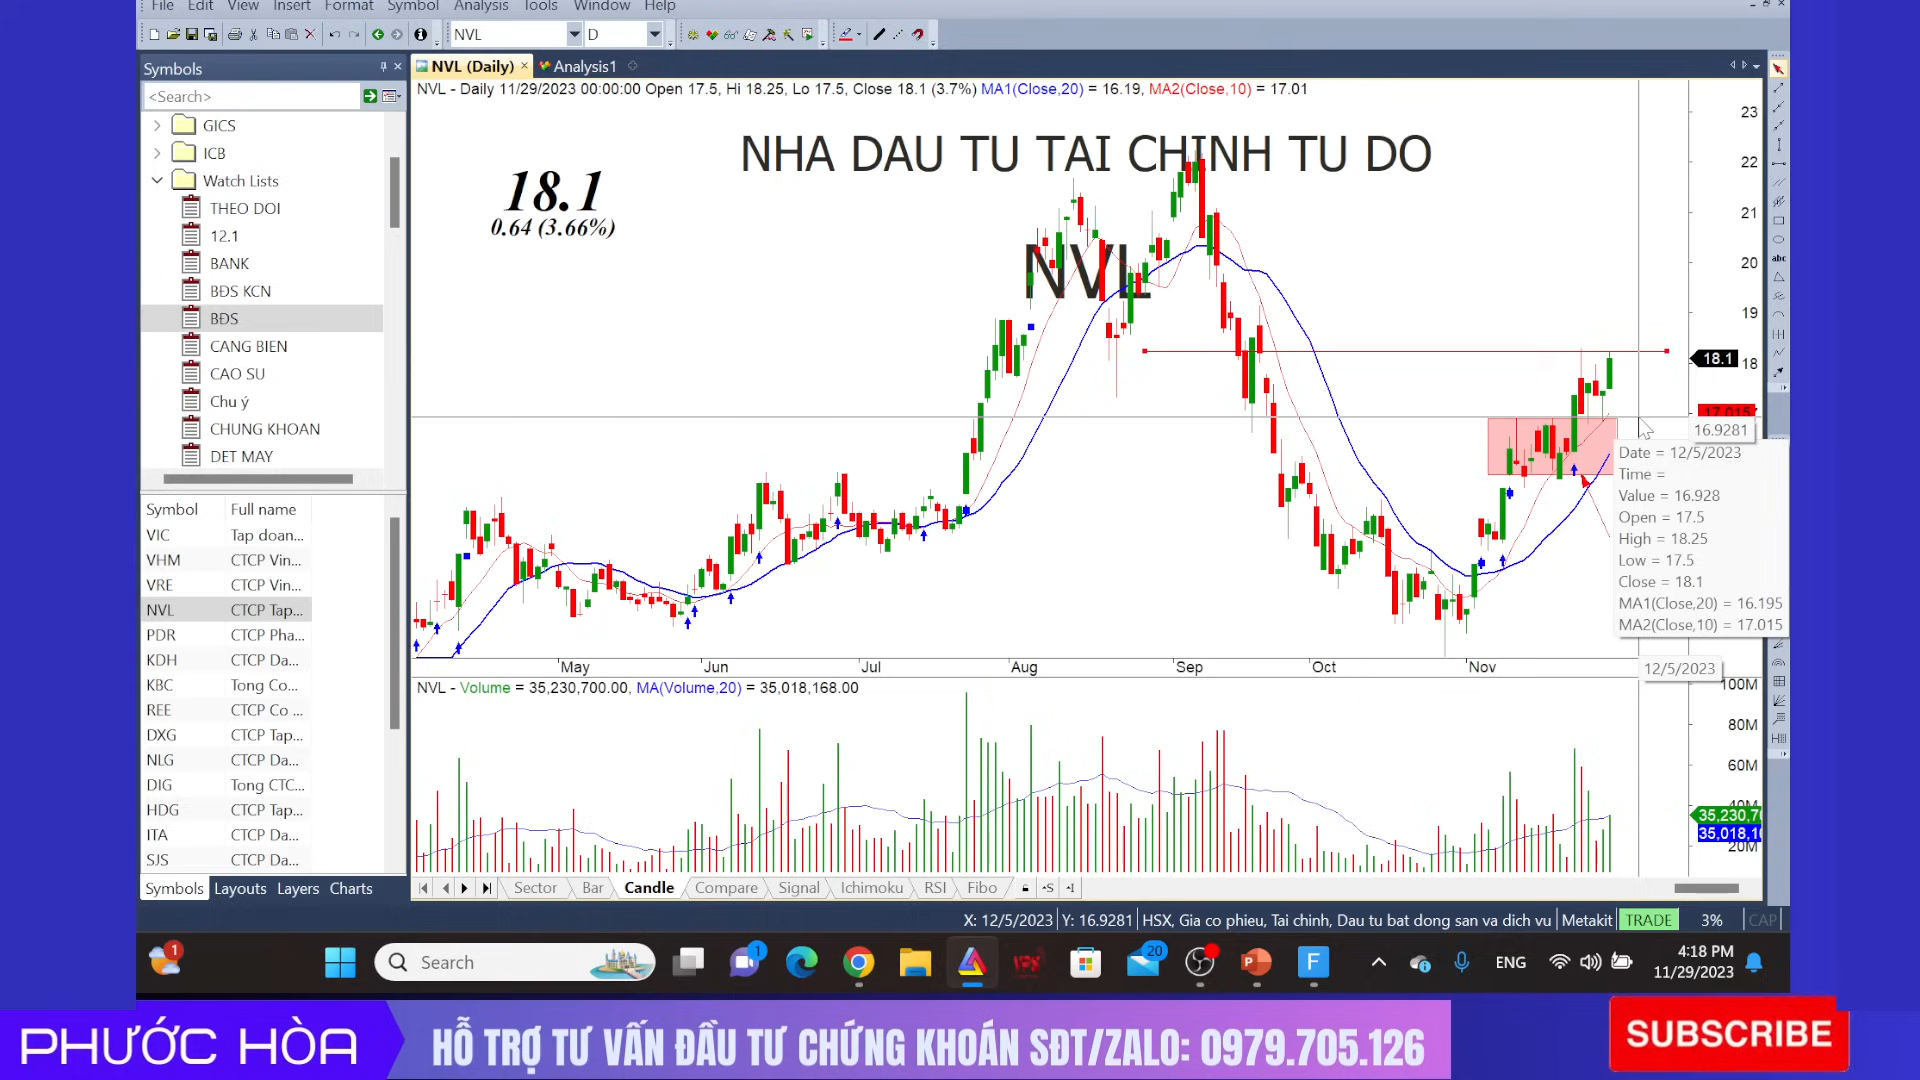 File Edit View Insert Format Symbol Analysis Tools Window Help
NVL D
Symbols
NVL (Daily) Analysis1
<Search>
NVL - Daily 11/29/2023 00:00:00 Open 17.5, Hi 18.25, Lo 17.5, Close 18.1 (3.7%) MA1(Close,20) = 16.19, MA2(Close,10) = 17.01
GICS
ICB
Watch Lists
THEO DOI
12.1
BANK
BĐS KCN
BĐS
CANG BIEN
CAO SU
Chu ý
CHUNG KHOAN
DET MAY
NHA DAU TU TAI CHINH TU DO
18.1
0.64 (3.66%)
NVL
23
22
21
20
19
18.1
18
17.015
16.9281
Date = 12/5/2023
Time =
Value = 16.928
Open = 17.5
High = 18.25
Low = 17.5
Close = 18.1
MA1(Close,20) = 16.195
MA2(Close,10) = 17.015
12/5/2023
May Jun Jul Aug Sep Oct Nov
Symbol Full name
VIC Tap doan...
VHM CTCP Vin...
VRE CTCP Vin...
NVL CTCP Tap...
PDR CTCP Pha...
KDH CTCP Da...
KBC Tong Co...
REE CTCP Co ...
DXG CTCP Tap...
NLG CTCP Da...
DIG Tong CTC...
HDG CTCP Tap...
ITA CTCP Da...
SJS CTCP Da...
NVL - Volume = 35,230,700.00, MA(Volume,20) = 35,018,168.00
100M
80M
60M
40M
35,230,70
35,018,16
20M
Symbols Layouts Layers Charts
Sector Bar Candle Compare Signal Ichimoku RSI Fibo
X: 12/5/2023 Y: 16.9281 HSX, Gia co phieu, Tai chinh, Dau tu bat dong san va dich vu Metakit TRADE 3% CAP
1
Search
1
20
ENG
4:18 PM
11/29/2023
abc
PHƯỚC HÒA
HỖ TRỢ TƯ VẤN ĐẦU TƯ CHỨNG KHOÁN SĐT/ZALO: 0979.705.126
SUBSCRIBE